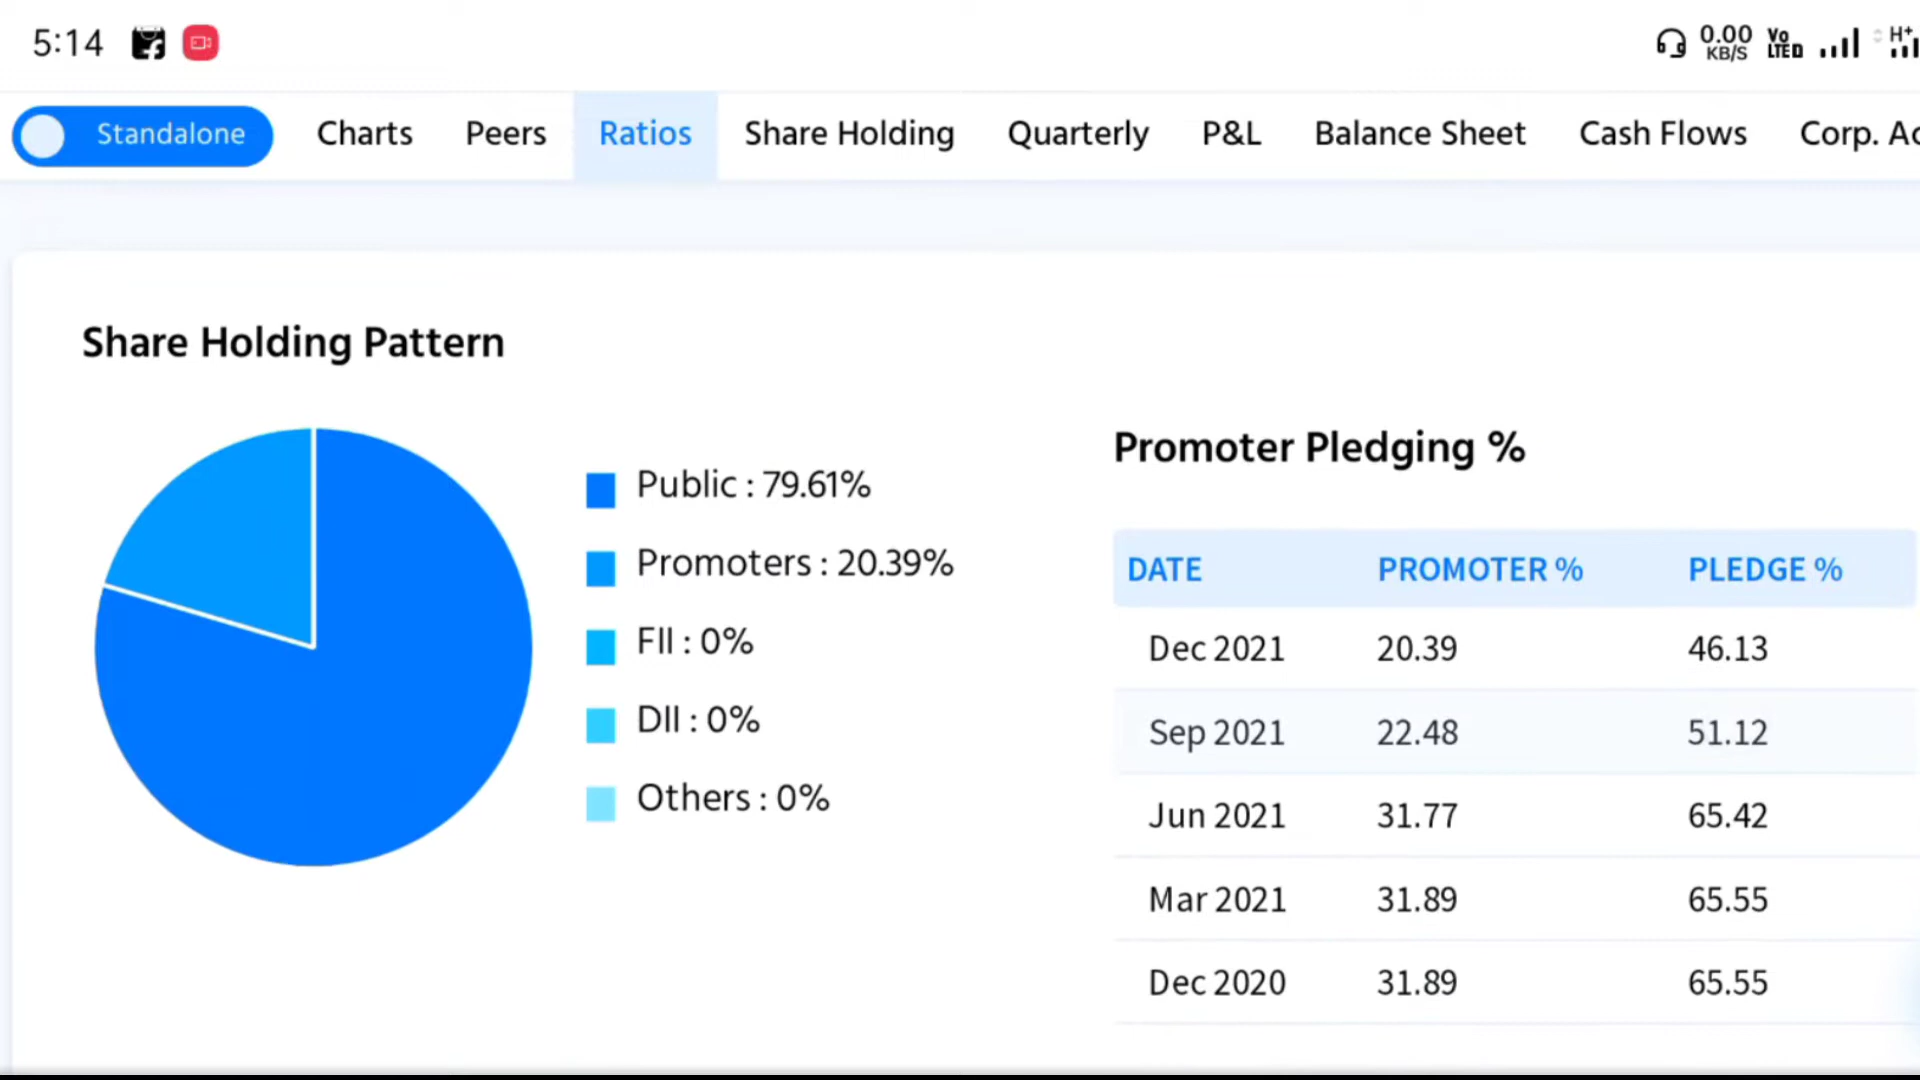 5:14 0.00 KB/S Vo LTED H+
Standalone Charts Peers Ratios Share Holding Quarterly P&L Balance Sheet Cash Flows Corp.
Share Holding Pattern
Public : 79.61%
Promoters : 20.39%
FII : 0%
DII : 0%
Others : 0%
Promoter Pledging %
DATE PROMOTER % PLEDGE %
Dec 2021 20.39 46.13
Sep 2021 22.48 51.12
Jun 2021 31.77 65.42
Mar 2021 31.89 65.55
Dec 2020 31.89 65.55